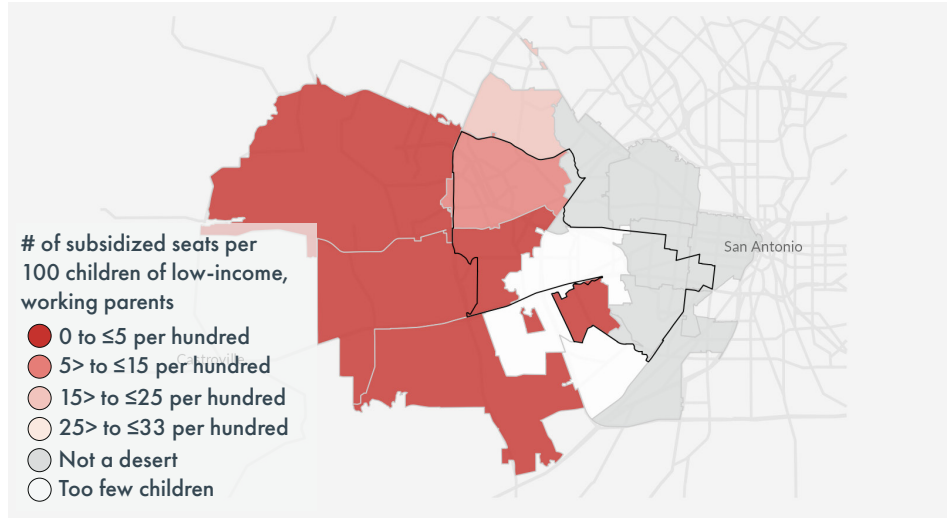 San Antonio
# of subsidized seats per
100 children of low-income,
working parents
0 to ≤5 per hundred
Castroville
5> to ≤15 per hundred
15> to ≤25 per hundred
25> to ≤33 per hundred
Not a desert
Too few children